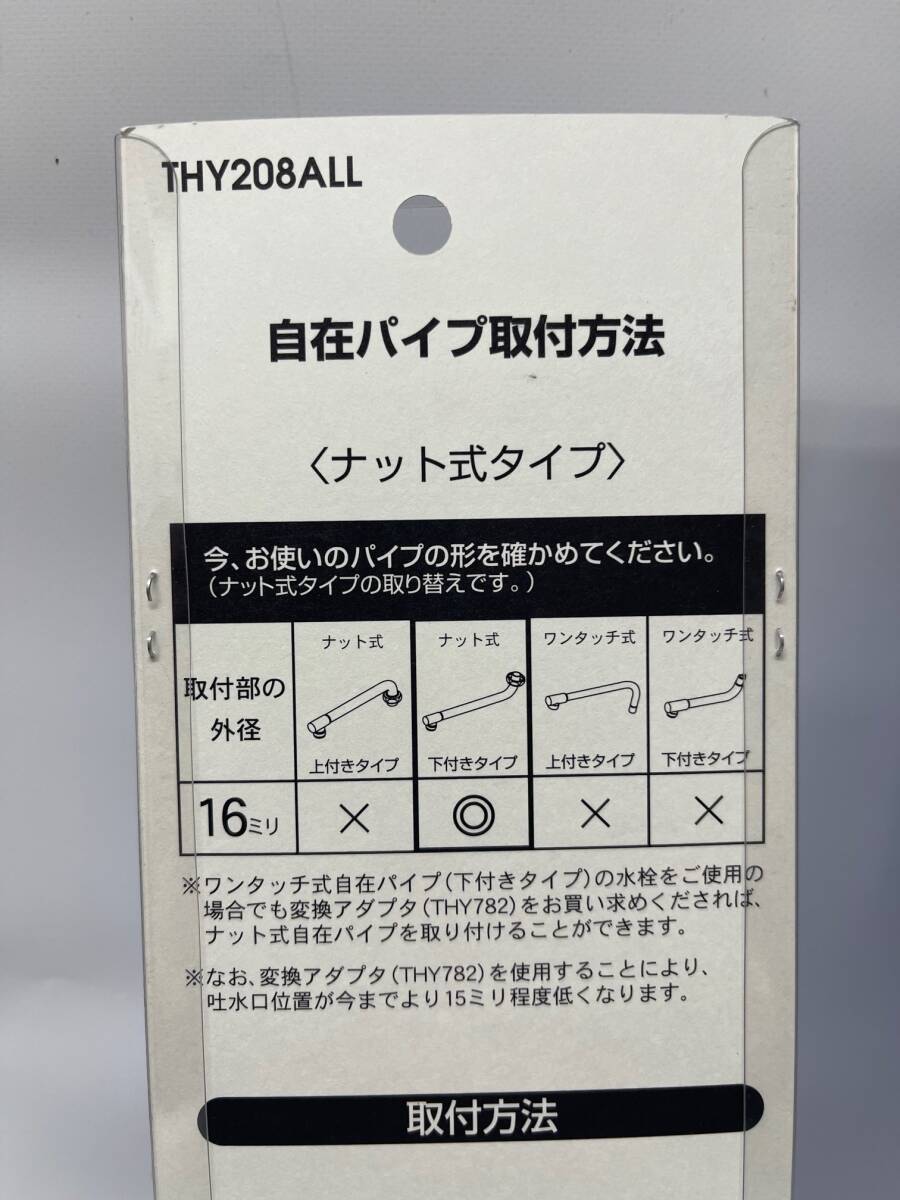 THY208ALL
自在パイプ取付方法
〈ナット式タイプ〉
今、お使いのパイプの形を確かめてください。
（ナット式タイプの取り替えです。）
取付部の
外径
ナット式
上付きタイプ
ナット式
下付きタイプ
ワンタッチ式
上付きタイプ
ワンタッチ式
下付きタイプ
16ミリ × ◎ × ×
※ワンタッチ式自在パイプ（下付きタイプ）の水栓をご使用の
場合でも変換アダプタ（THY782）をお買い求めくだされば、
ナット式自在パイプを取り付けることができます。
※なお、変換アダプタ（THY782）を使用することにより、
吐水口位置が今までより15ミリ程度低くなります。
取付方法